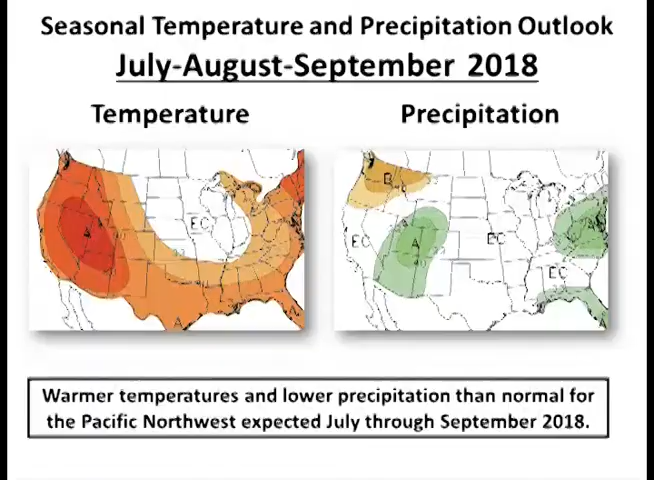 Seasonal Temperature and Precipitation Outlook
July-August-September 2018
Temperature
Precipitation
EC
A
A
B
EC
A
EC
EC
Warmer temperatures and lower precipitation than normal for
the Pacific Northwest expected July through September 2018.